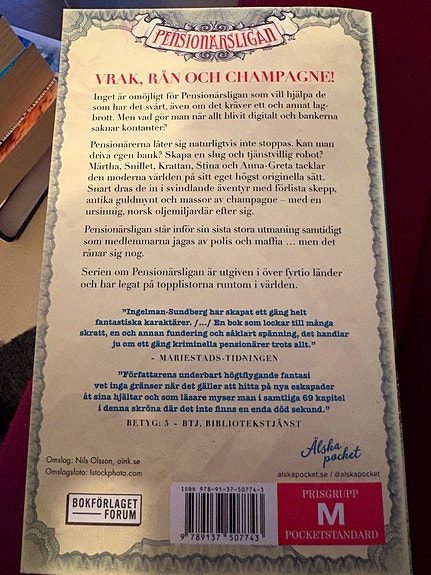 PENSIONÄRSLIGAN
VRAK, RÅN OCH CHAMPAGNE!
Inget är omöjligt för Pensionärsligan som vill hjälpa de
som har det svårt, även om det kräver ett och annat lag-
brott. Men vad gör man när allt blivit digitalt och bankerna
saknar kontanter?
Pensionärerna låter sig naturligtvis inte stoppas. Kan man
driva egen bank? Skapa en slug och tjänstvillig robot?
Märtha, Snillet, Krattan, Stina och Anna-Greta tacklar
den moderna världen på sitt eget högst originella sätt.
Snart dras de in i svindlande äventyr med förlista skepp,
antika guldmynt och massor av champagne – med en
ursinnig, norsk oljemiljardär efter sig.
Pensionärsligan står inför sin sista stora utmaning samtidigt
som medlemmarna jagas av polis och maffia ... men det
rånar sig nog.
Serien om Pensionärsligan är utgiven i över fyrtio länder
och har legat på topplistorna runtom i världen.
"Ingelman-Sundberg har skapat ett gäng helt
fantastiska karaktärer. /.../ En bok som lockar till många
skratt, en och annan fundering och såklart spänning, det handlar
ju om ett gäng kriminella pensionärer trots allt."
- MARIESTADS-TIDNINGEN
"Författarens underbart högtflygande fantasi
vet inga gränser när det gäller att hitta på nya eskapader
åt sina hjältar och som läsare myser man i samtliga 69 kapitel
i denna skröna där det inte finns en enda död sekund."
BETYG: 5 - BTJ, BIBLIOTEKSTJÄNST
Älska
pocket
Omslag: Nils Olsson, oink.se
Omslagsfoto: Istockphoto.com
alskapocket.se / @alskapocket
BOKFÖRLAGET
FORUM
ISBN 978-91-37-50774-3
9 789137 507743
PRISGRUPP
M
POCKETSTANDARD